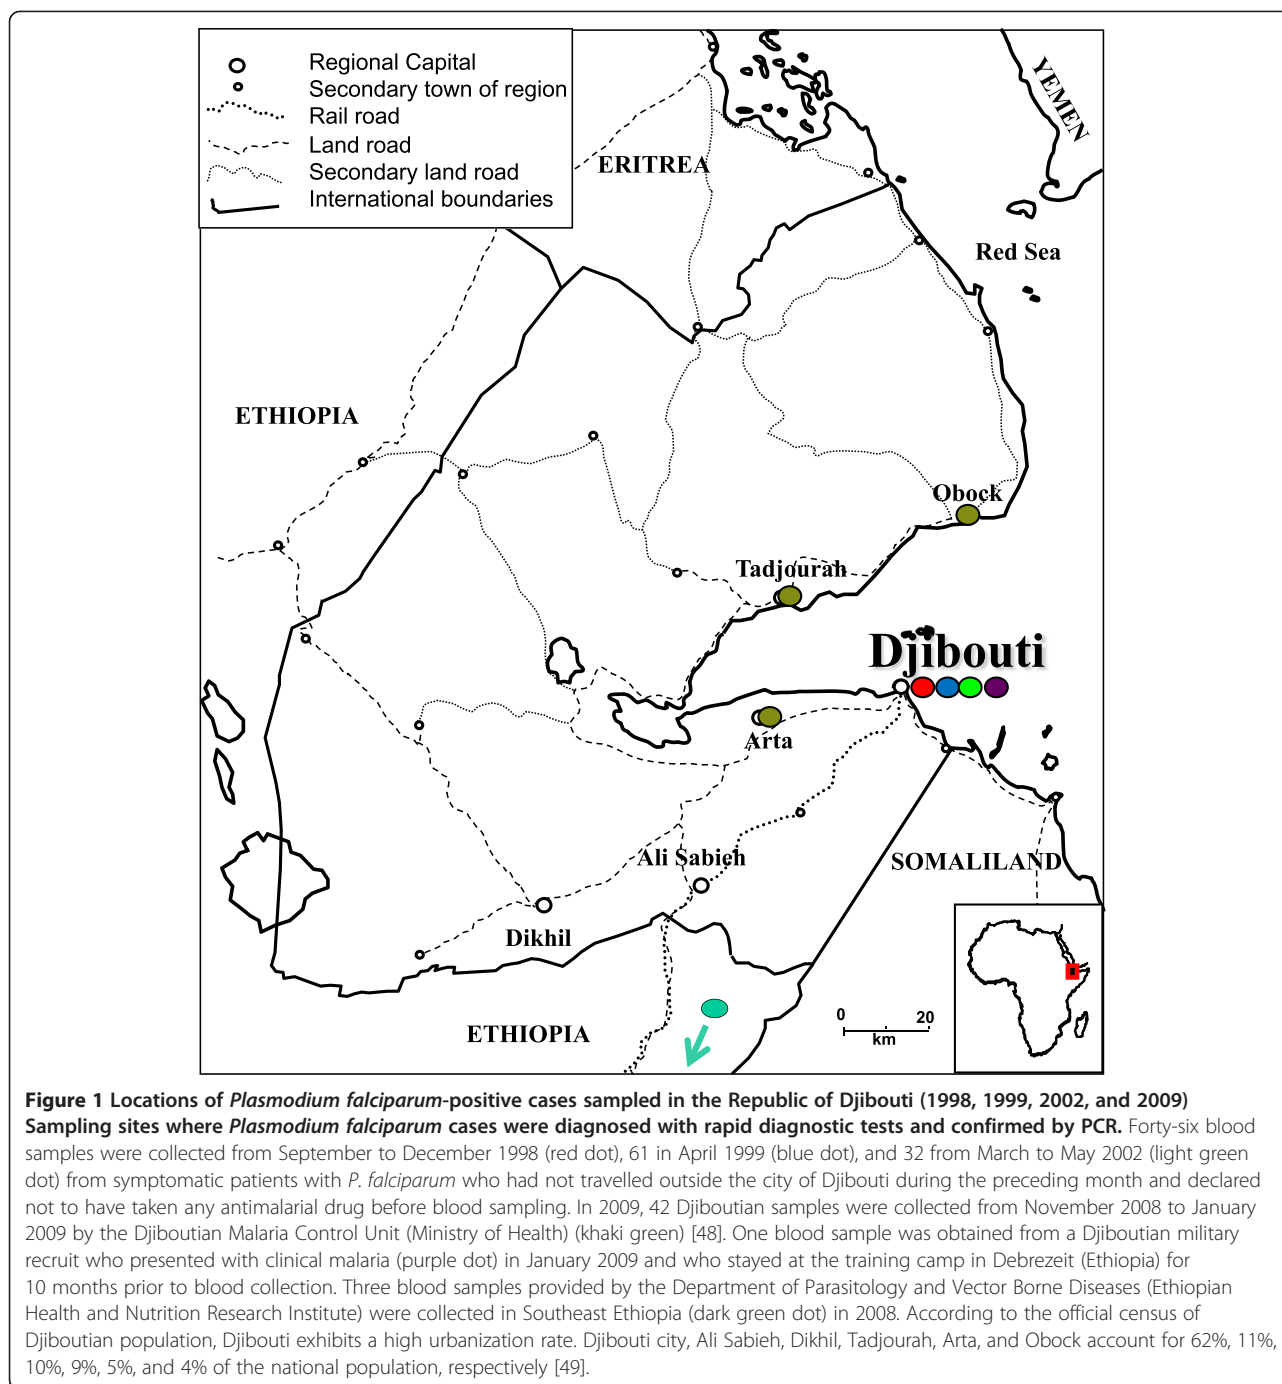 Regional Capital
Secondary town of region
Rail road
Land road
Secondary land road
International boundaries
ERITREA
YEMEN
Red Sea
ETHIOPIA
Obock
Tadjourah
Djibouti
Arta
Ali Sabieh
SOMALILAND
Dikhil
ETHIOPIA
0 20
km
Figure 1 Locations of Plasmodium falciparum-positive cases sampled in the Republic of Djibouti (1998, 1999, 2002, and 2009)
Sampling sites where Plasmodium falciparum cases were diagnosed with rapid diagnostic tests and confirmed by PCR. Forty-six blood
samples were collected from September to December 1998 (red dot), 61 in April 1999 (blue dot), and 32 from March to May 2002 (light green
dot) from symptomatic patients with P. falciparum who had not travelled outside the city of Djibouti during the preceding month and declared
not to have taken any antimalarial drug before blood sampling. In 2009, 42 Djiboutian samples were collected from November 2008 to January
2009 by the Djiboutian Malaria Control Unit (Ministry of Health) (khaki green) [48]. One blood sample was obtained from a Djiboutian military
recruit who presented with clinical malaria (purple dot) in January 2009 and who stayed at the training camp in Debrezeit (Ethiopia) for
10 months prior to blood collection. Three blood samples provided by the Department of Parasitology and Vector Borne Diseases (Ethiopian
Health and Nutrition Research Institute) were collected in Southeast Ethiopia (dark green dot) in 2008. According to the official census of
Djiboutian population, Djibouti exhibits a high urbanization rate. Djibouti city, Ali Sabieh, Dikhil, Tadjourah, Arta, and Obock account for 62%, 11%,
10%, 9%, 5%, and 4% of the national population, respectively [49].